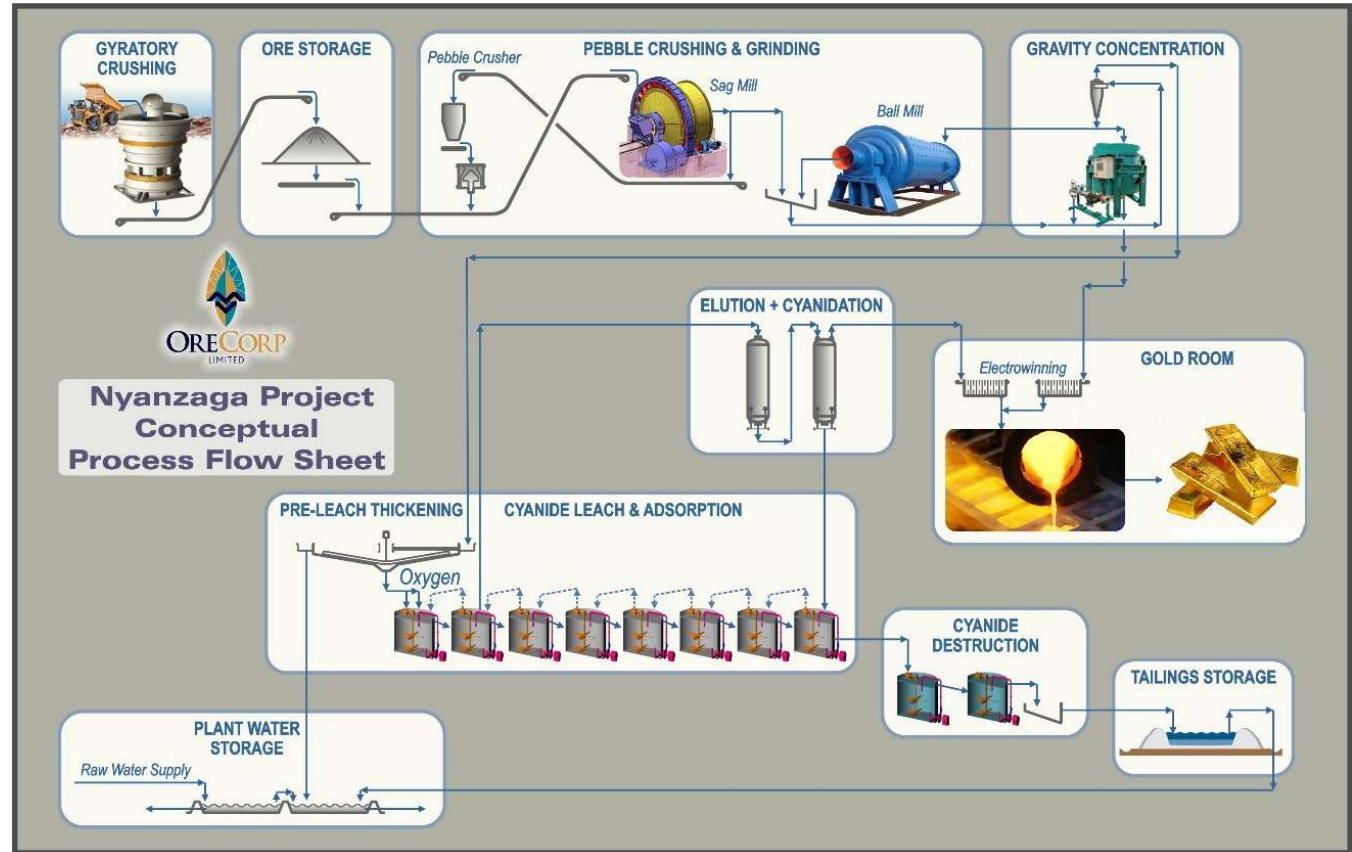 GYRATORY
CRUSHING
ORE STORAGE
PEBBLE CRUSHING & GRINDING
Pebble Crusher
Sag Mill
Ball Mill
GRAVITY CONCENTRATION
ORECORP
LIMITED
Nyanzaga Project
Conceptual
Process Flow Sheet
ELUTION + CYANIDATION
GOLD ROOM
Electrowinning
PRE-LEACH THICKENING
CYANIDE LEACH & ADSORPTION
Oxygen
CYANIDE
DESTRUCTION
TAILINGS STORAGE
PLANT WATER
STORAGE
Raw Water Supply